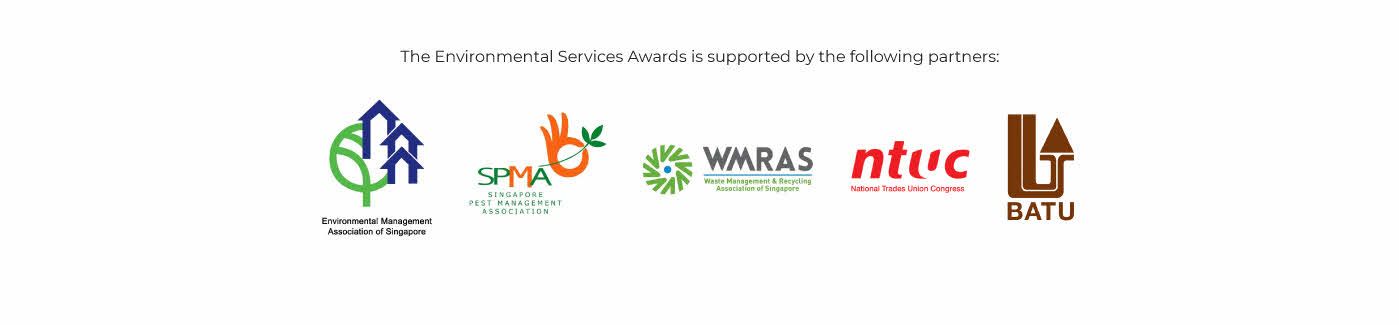 The Environmental Services Awards is supported by the following partners:
Environmental Management
Association of Singapore
SPMA
SINGAPORE
PEST MANAGEMENT
ASSOCIATION
WMRAS
Waste Management & Recycling
Association of Singapore
ntuc
National Trades Union Congress
BATU